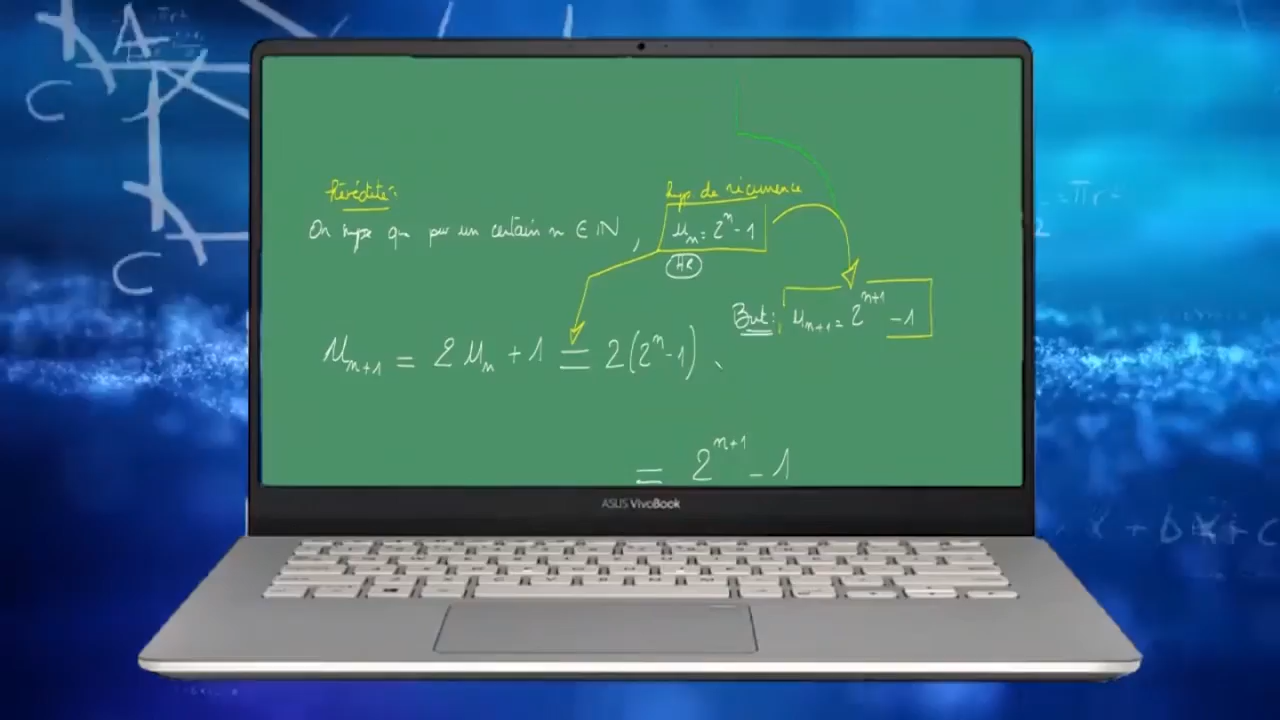 Hérédité:
Hyp de récurrence
On suppose que pour un certain n ∈ ℕ, uₙ = 2ⁿ - 1
HR
But: uₙ₊₁ = 2ⁿ⁺¹ - 1
uₙ₊₁ = 2uₙ + 1 = 2(2ⁿ - 1)
= 2ⁿ⁺¹ - 1
ASUS VivoBook
A
C
C